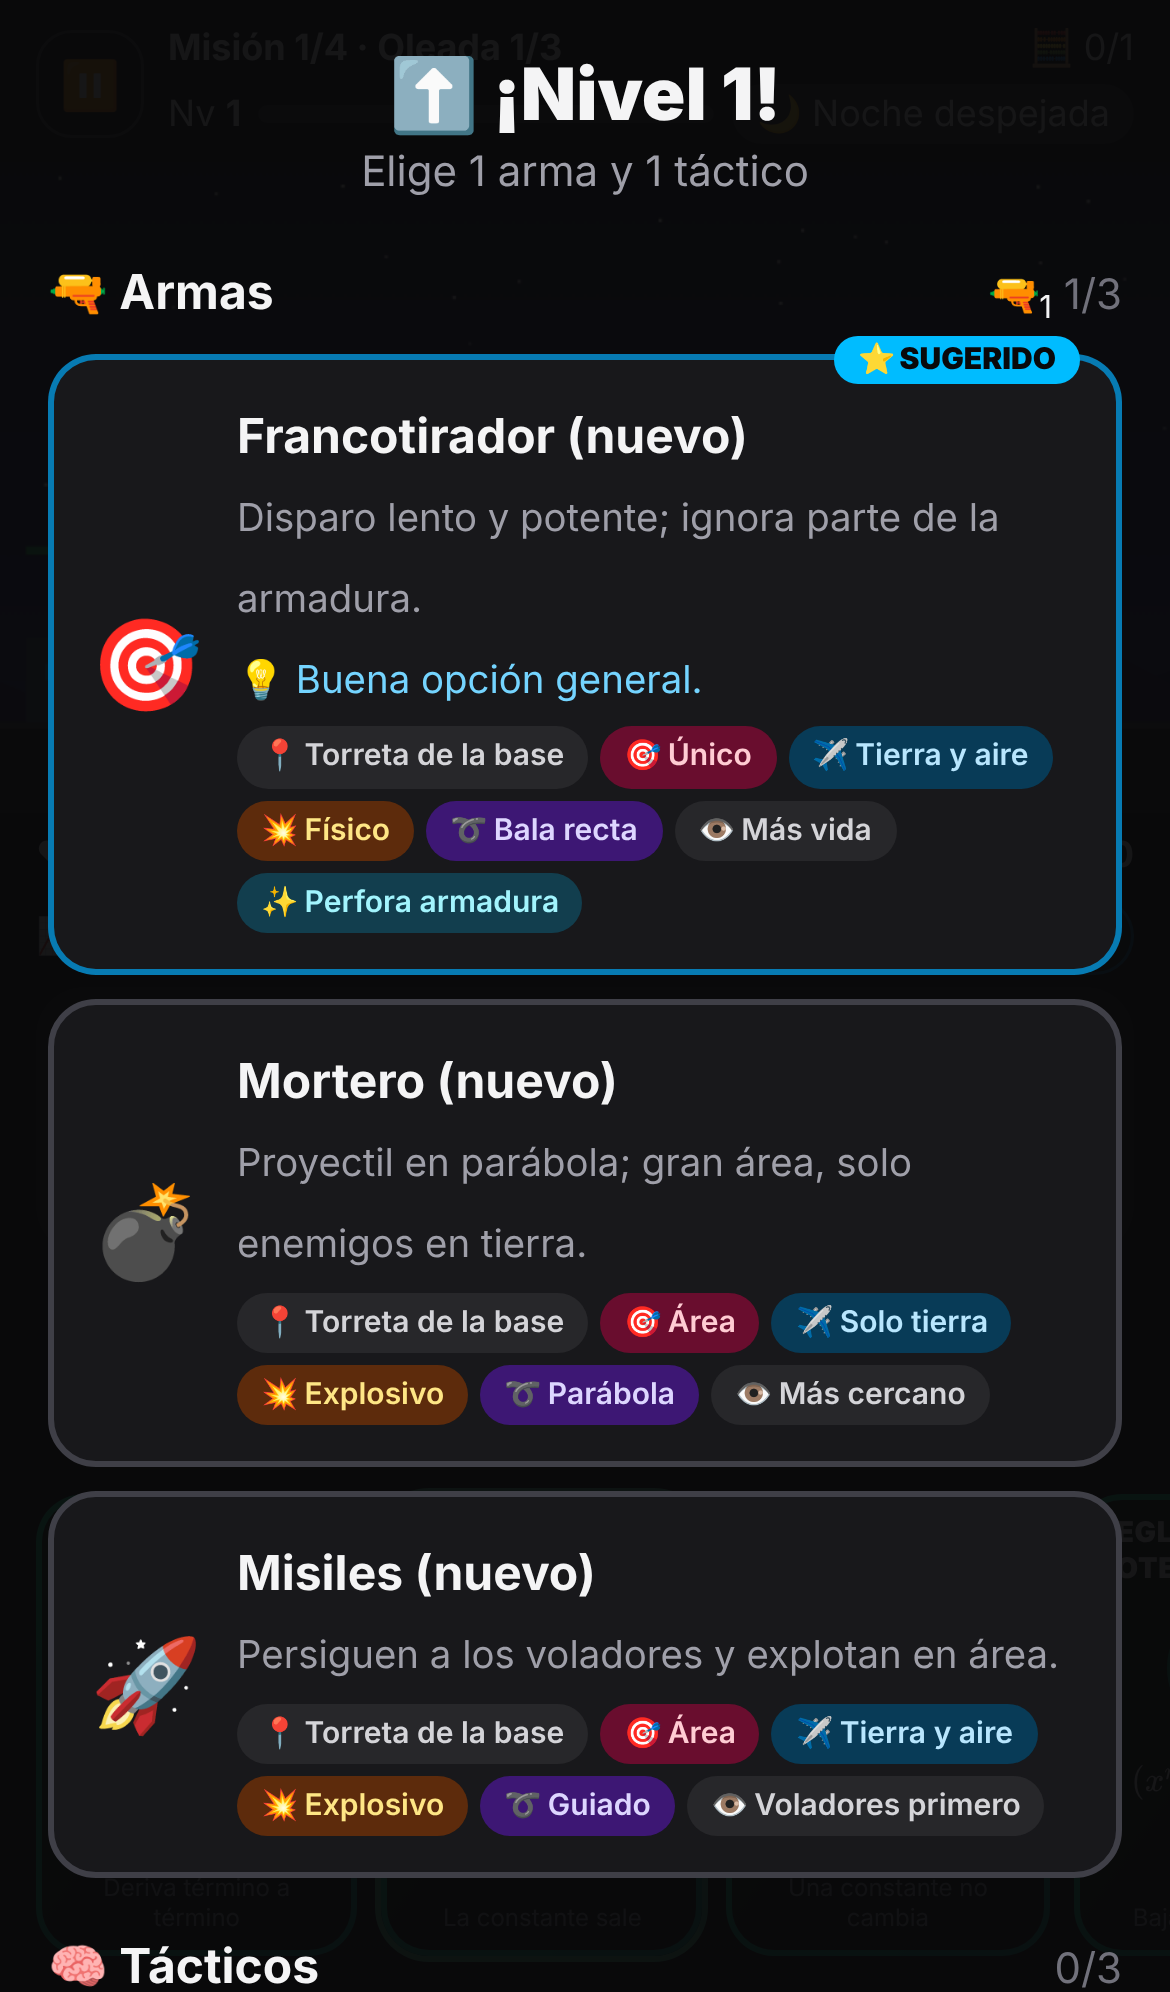 Misión 1/4 · Oleada 1/3
0/1
Nv 1
Noche despejada
¡Nivel 1!
Elige 1 arma y 1 táctico
Armas
1 1/3
SUGERIDO
Francotirador (nuevo)
Disparo lento y potente; ignora parte de la
armadura.
Buena opción general.
Torreta de la base
Único
Tierra y aire
Físico
Bala recta
Más vida
Perfora armadura
Mortero (nuevo)
Proyectil en parábola; gran área, solo
enemigos en tierra.
Torreta de la base
Área
Solo tierra
Explosivo
Parábola
Más cercano
Misiles (nuevo)
Persiguen a los voladores y explotan en área.
Torreta de la base
Área
Tierra y aire
Explosivo
Guiado
Voladores primero
Deriva término a
término
La constante sale
Una constante no
cambia
Tácticos
0/3